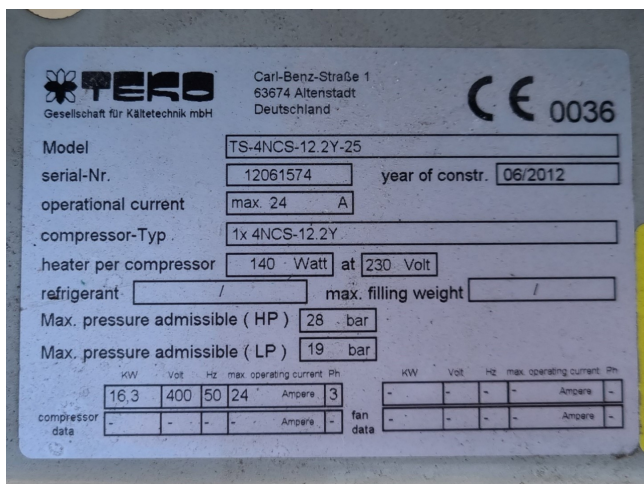 TEKO
Gesellschaft für Kältetechnik mbH
Carl-Benz-Straße 1
63674 Altenstadt
Deutschland
CE 0036
Model TS-4NCS-12.2Y-25
serial-Nr. 12061574 year of constr. 06/2012
operational current max. 24 A
compressor-Typ 1x 4NCS-12.2Y
heater per compressor 140 Watt at 230 Volt
refrigerant / max. filling weight /
Max. pressure admissible ( HP ) 28 bar
Max. pressure admissible ( LP ) 19 bar
KW Volt Hz max. operating current Ph KW Volt Hz max. operating current Ph
16,3 400 50 24 Ampere 3 - - - - Ampere -
compressor data - - - - Ampere - fan data - - - - Ampere -